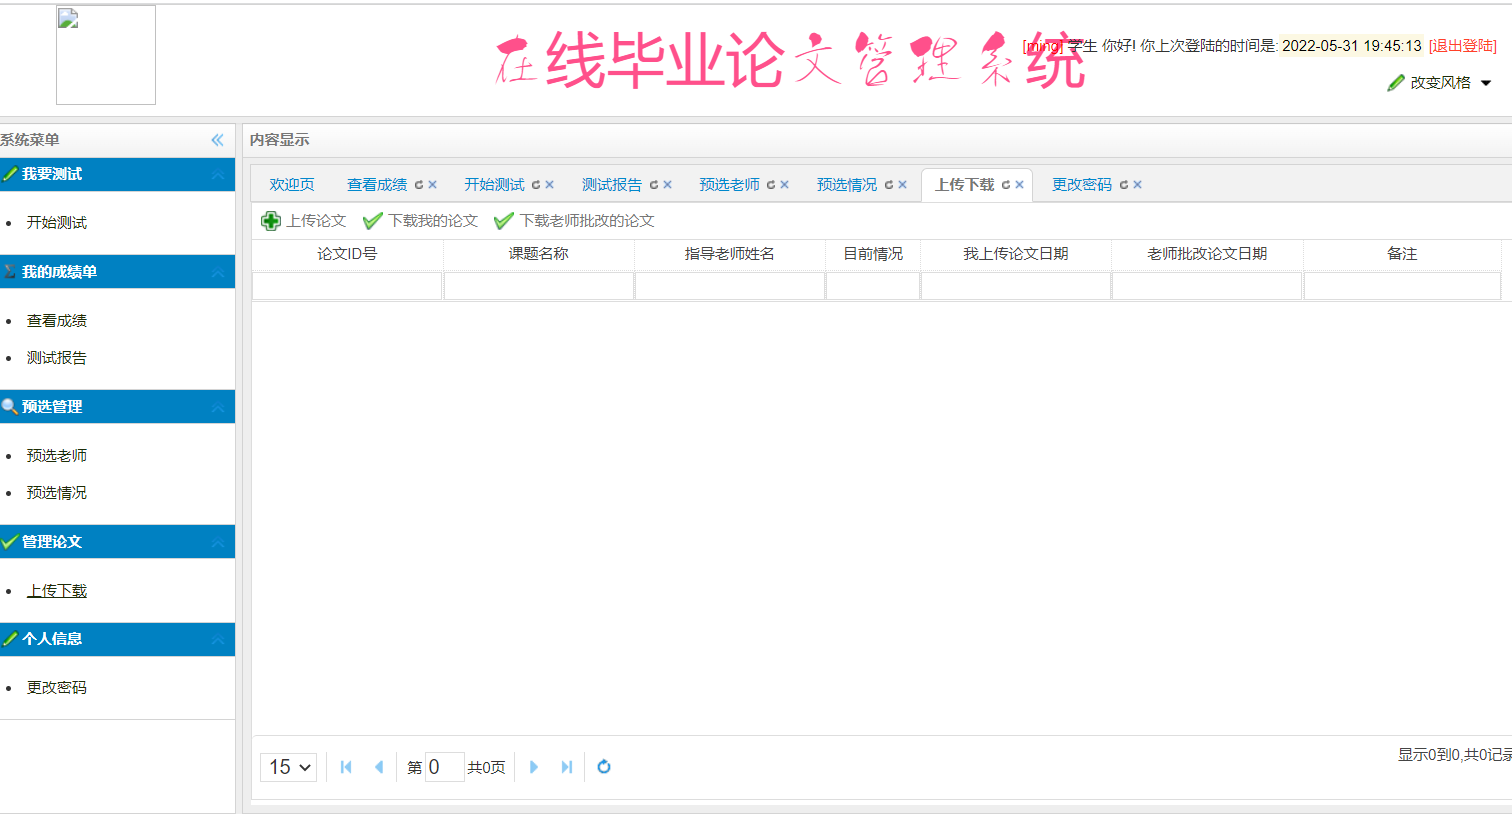 在线毕业论文管理系统
[ming] 学生 你好! 你上次登陆的时间是: 2022-05-31 19:45:13 [退出登陆]
改变风格
系统菜单
我要测试
开始测试
我的成绩单
查看成绩
测试报告
预选管理
预选老师
预选情况
管理论文
上传下载
个人信息
更改密码
内容显示
欢迎页 查看成绩 开始测试 测试报告 预选老师 预选情况 上传下载 更改密码
上传论文 下载我的论文 下载老师批改的论文
论文ID号 课题名称 指导老师姓名 目前情况 我上传论文日期 老师批改论文日期 备注
15 第 0 共0页
显示0到0,共0记录